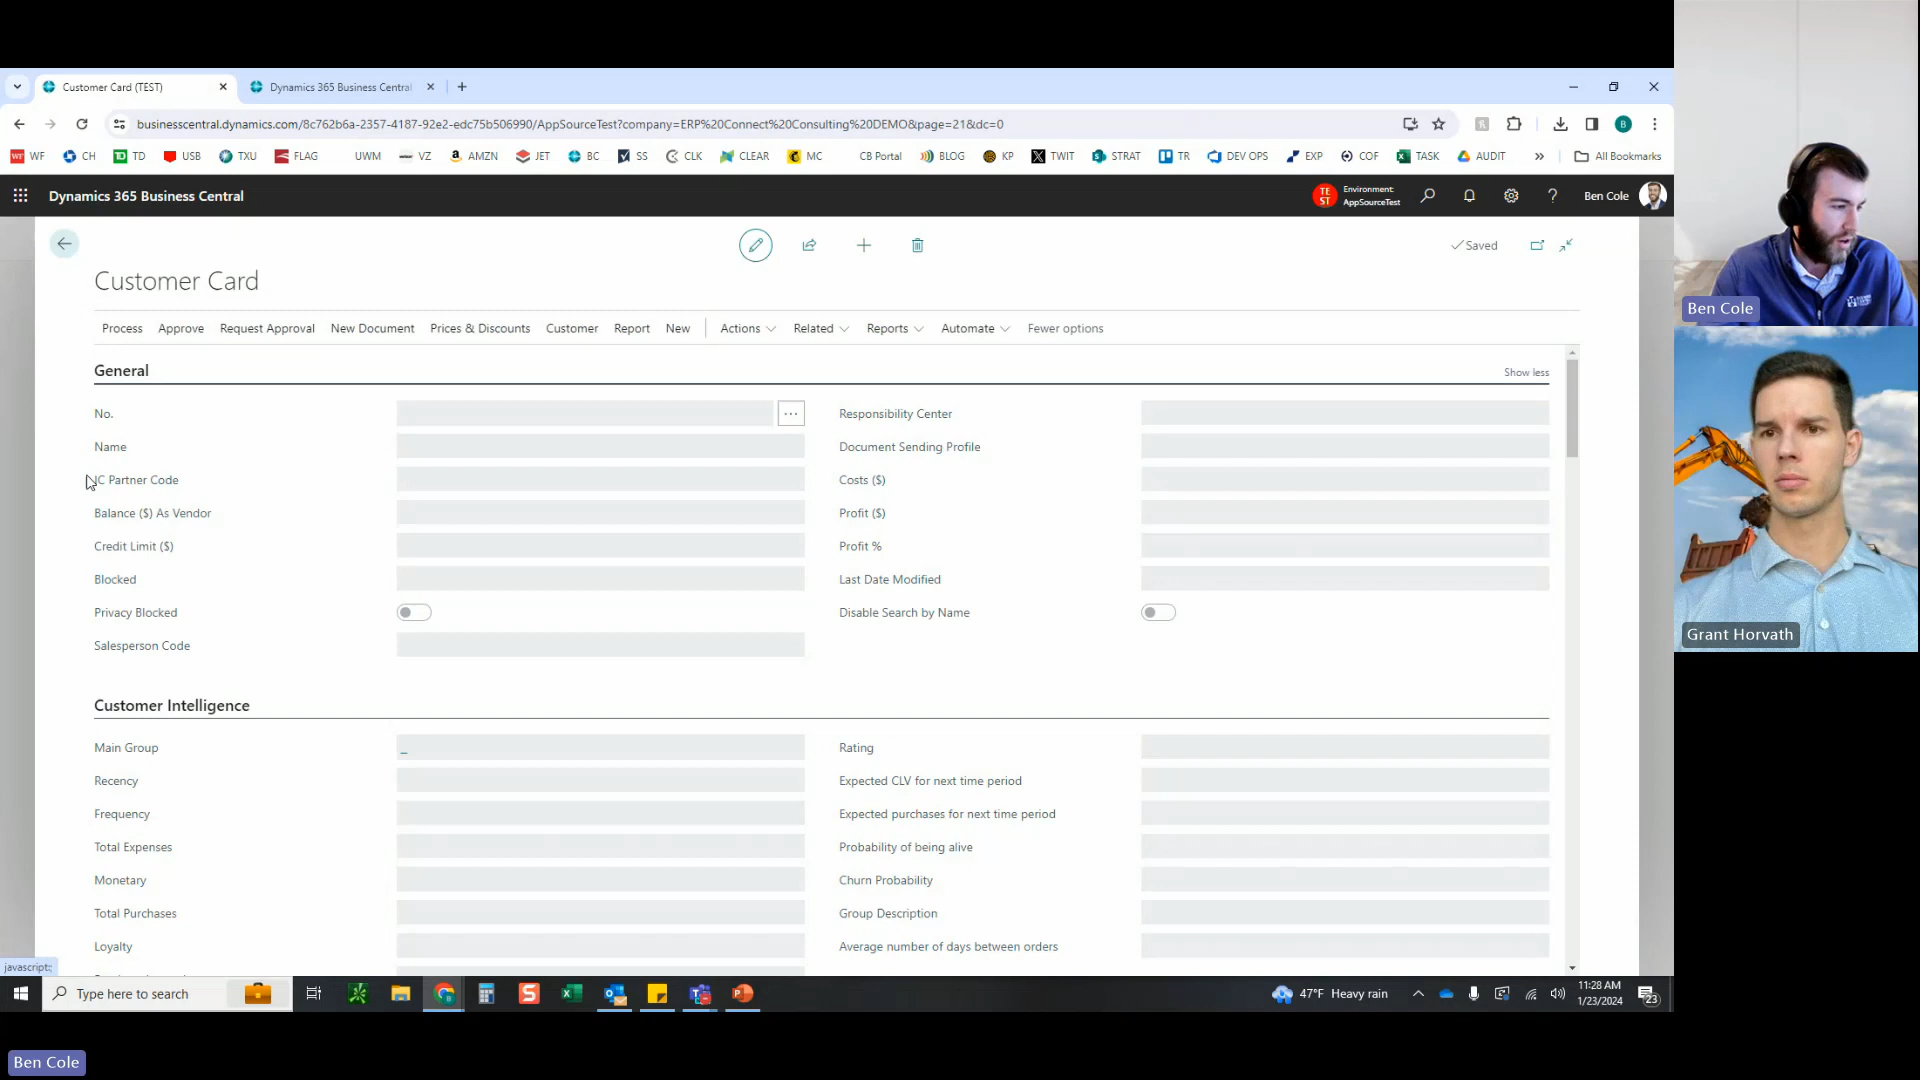 Customer Card (TEST)
Dynamics 365 Business Central
businesscentral.dynamics.com/8c762b6a-2357-4187-92e2-edc75b506990/AppSourceTest?company=ERP%20Connect%20Consulting%20DEMO&page=21&dc=0
WF CH TD USB TXU FLAG UWM VZ AMZN JET BC SS CLK CLEAR MC CB Portal BLOG KP TWIT STRAT TR DEV OPS EXP COF TASK AUDIT » All Bookmarks
Dynamics 365 Business Central
TE
ST
Environment:
AppSourceTest
Ben Cole
Saved
Customer Card
Process Approve Request Approval New Document Prices & Discounts Customer Report New Actions Related Reports Automate Fewer options
General
Show less
No.
Name
IC Partner Code
Balance ($) As Vendor
Credit Limit ($)
Blocked
Privacy Blocked
Salesperson Code
Responsibility Center
Document Sending Profile
Costs ($)
Profit ($)
Profit %
Last Date Modified
Disable Search by Name
Customer Intelligence
Main Group _
Recency
Frequency
Total Expenses
Monetary
Total Purchases
Loyalty
Rating
Expected CLV for next time period
Expected purchases for next time period
Probability of being alive
Churn Probability
Group Description
Average number of days between orders
javascript:;
Type here to search
47°F Heavy rain
11:28 AM
1/23/2024
23
Ben Cole
Grant Horvath
Ben Cole